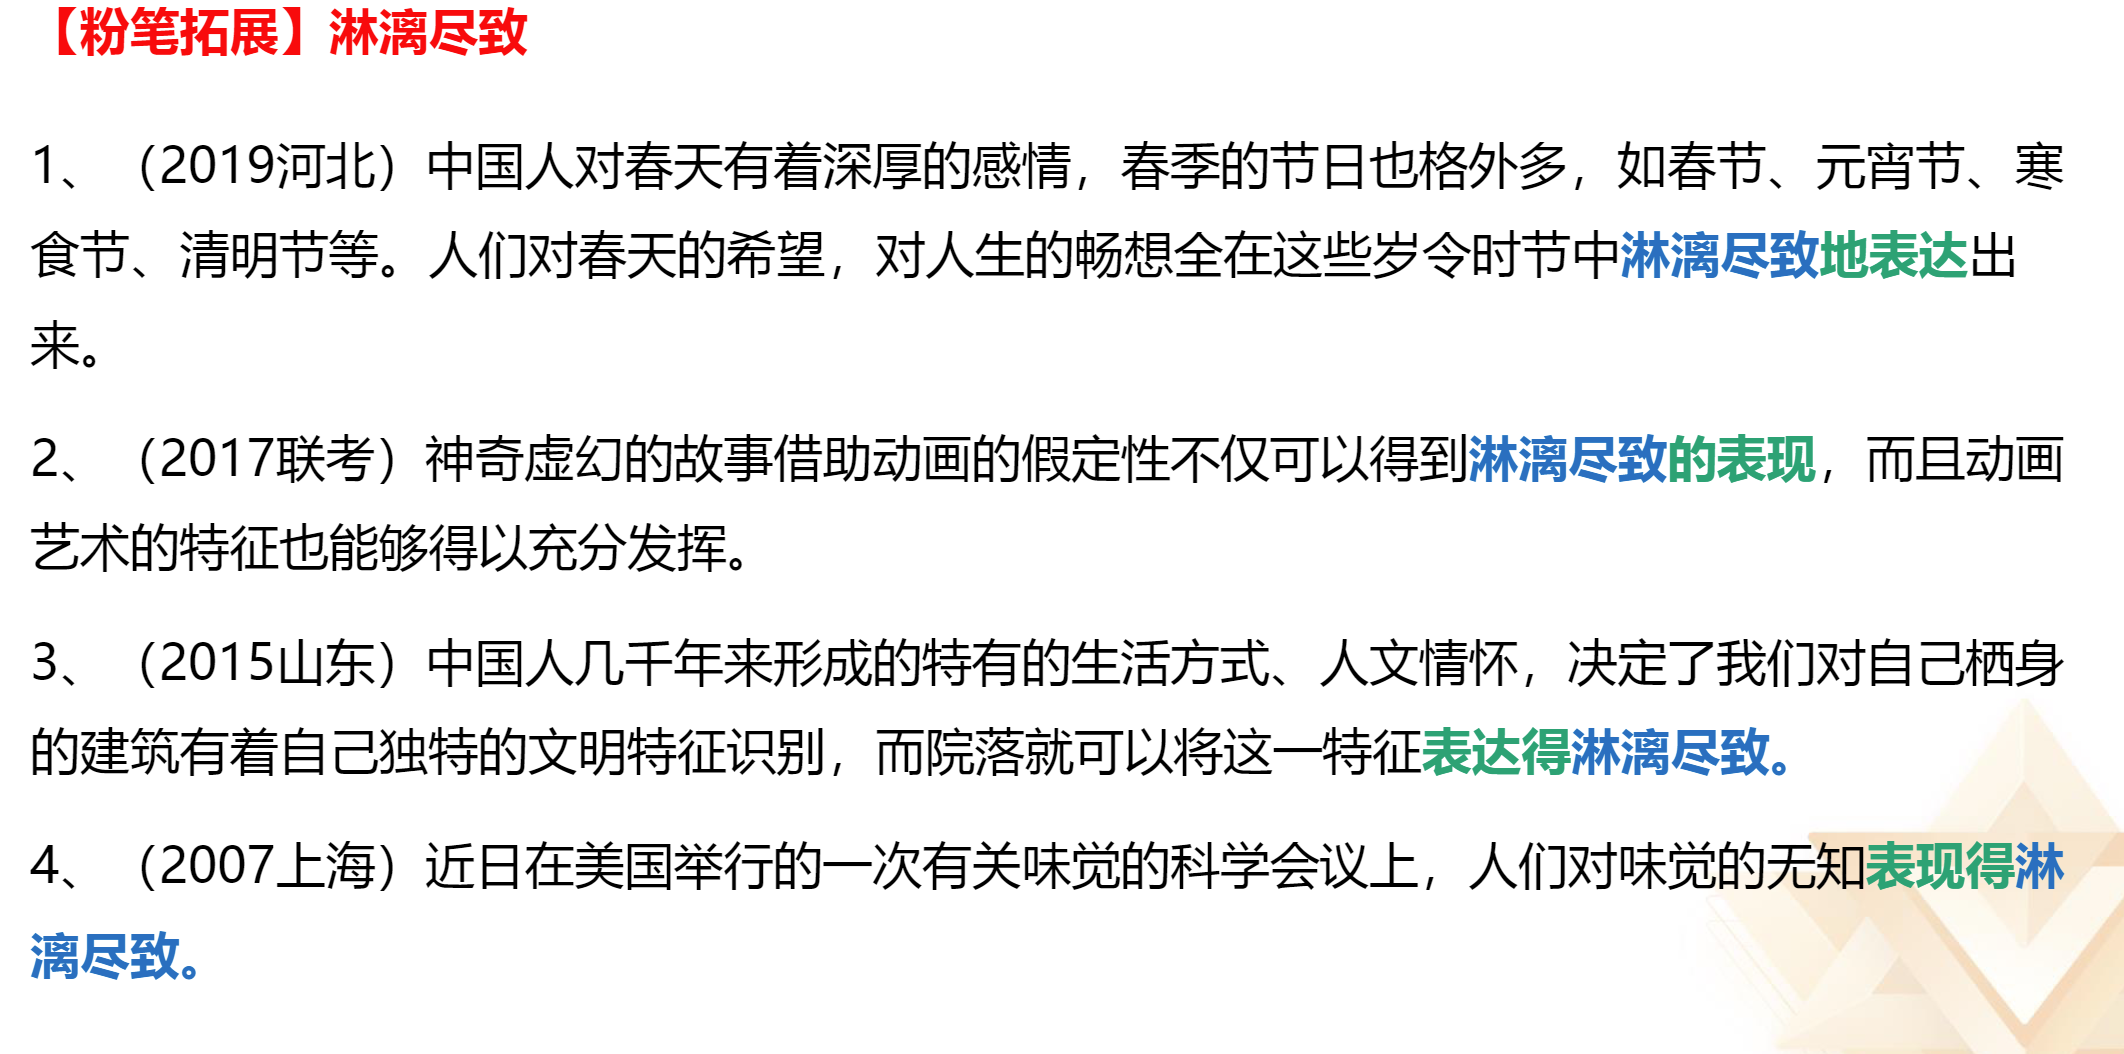 【粉笔拓展】淋漓尽致
1、（2019河北）中国人对春天有着深厚的感情，春季的节日也格外多，如春节、元宵节、寒
食节、清明节等。人们对春天的希望，对人生的畅想全在这些岁令时节中淋漓尽致地表达出
来。
2、（2017联考）神奇虚幻的故事借助动画的假定性不仅可以得到淋漓尽致的表现，而且动画
艺术的特征也能够得以充分发挥。
3、（2015山东）中国人几千年来形成的特有的生活方式、人文情怀，决定了我们对自己栖身
的建筑有着自己独特的文明特征识别，而院落就可以将这一特征表达得淋漓尽致。
4、（2007上海）近日在美国举行的一次有关味觉的科学会议上，人们对味觉的无知表现得淋
漓尽致。